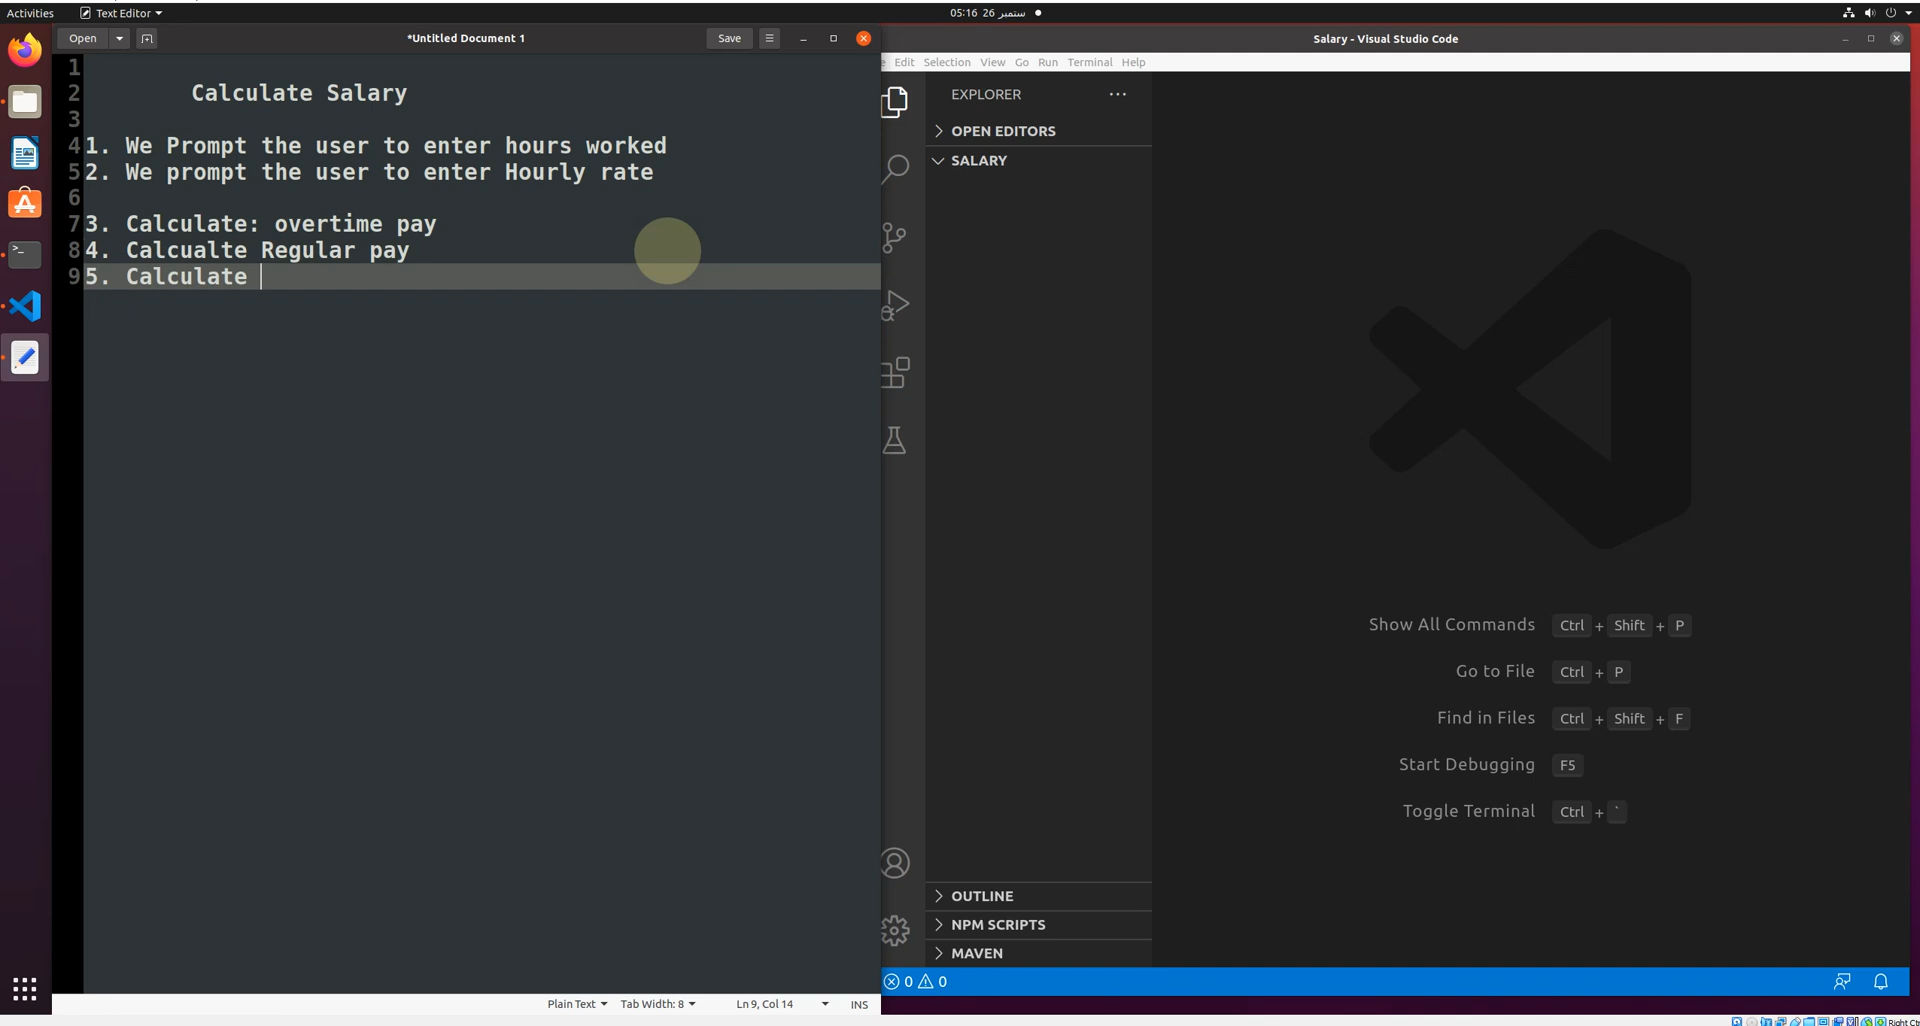 Activities
Text Editor
05:16 26 ستمبر
Open
*Untitled Document 1
Save
1
2 Calculate Salary
3
4 1. We Prompt the user to enter hours worked
5 2. We prompt the user to enter Hourly rate
6
7 3. Calculate: overtime pay
8 4. Calcualte Regular pay
9 5. Calculate
Plain Text
Tab Width: 8
Ln 9, Col 14
INS
Salary - Visual Studio Code
Edit Selection View Go Run Terminal Help
EXPLORER
OPEN EDITORS
SALARY
Show All Commands Ctrl + Shift + P
Go to File Ctrl + P
Find in Files Ctrl + Shift + F
Start Debugging F5
Toggle Terminal Ctrl + `
OUTLINE
NPM SCRIPTS
MAVEN
0 0
Right Ctr